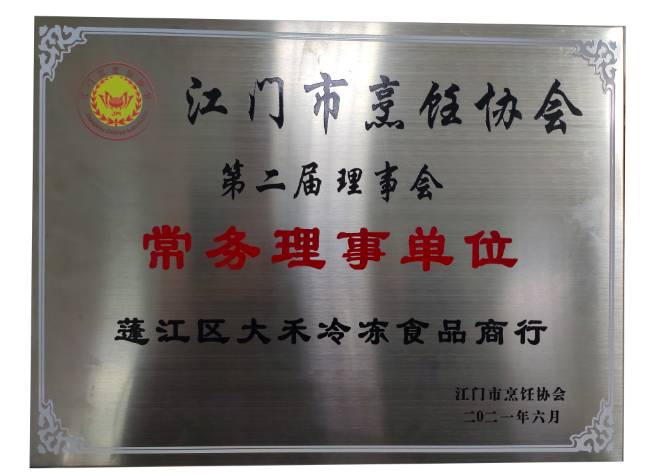 江门市烹饪协会
第二届理事会
常务理事单位
蓬江区大禾冷冻食品商行
江门市烹饪协会
二0二一年六月